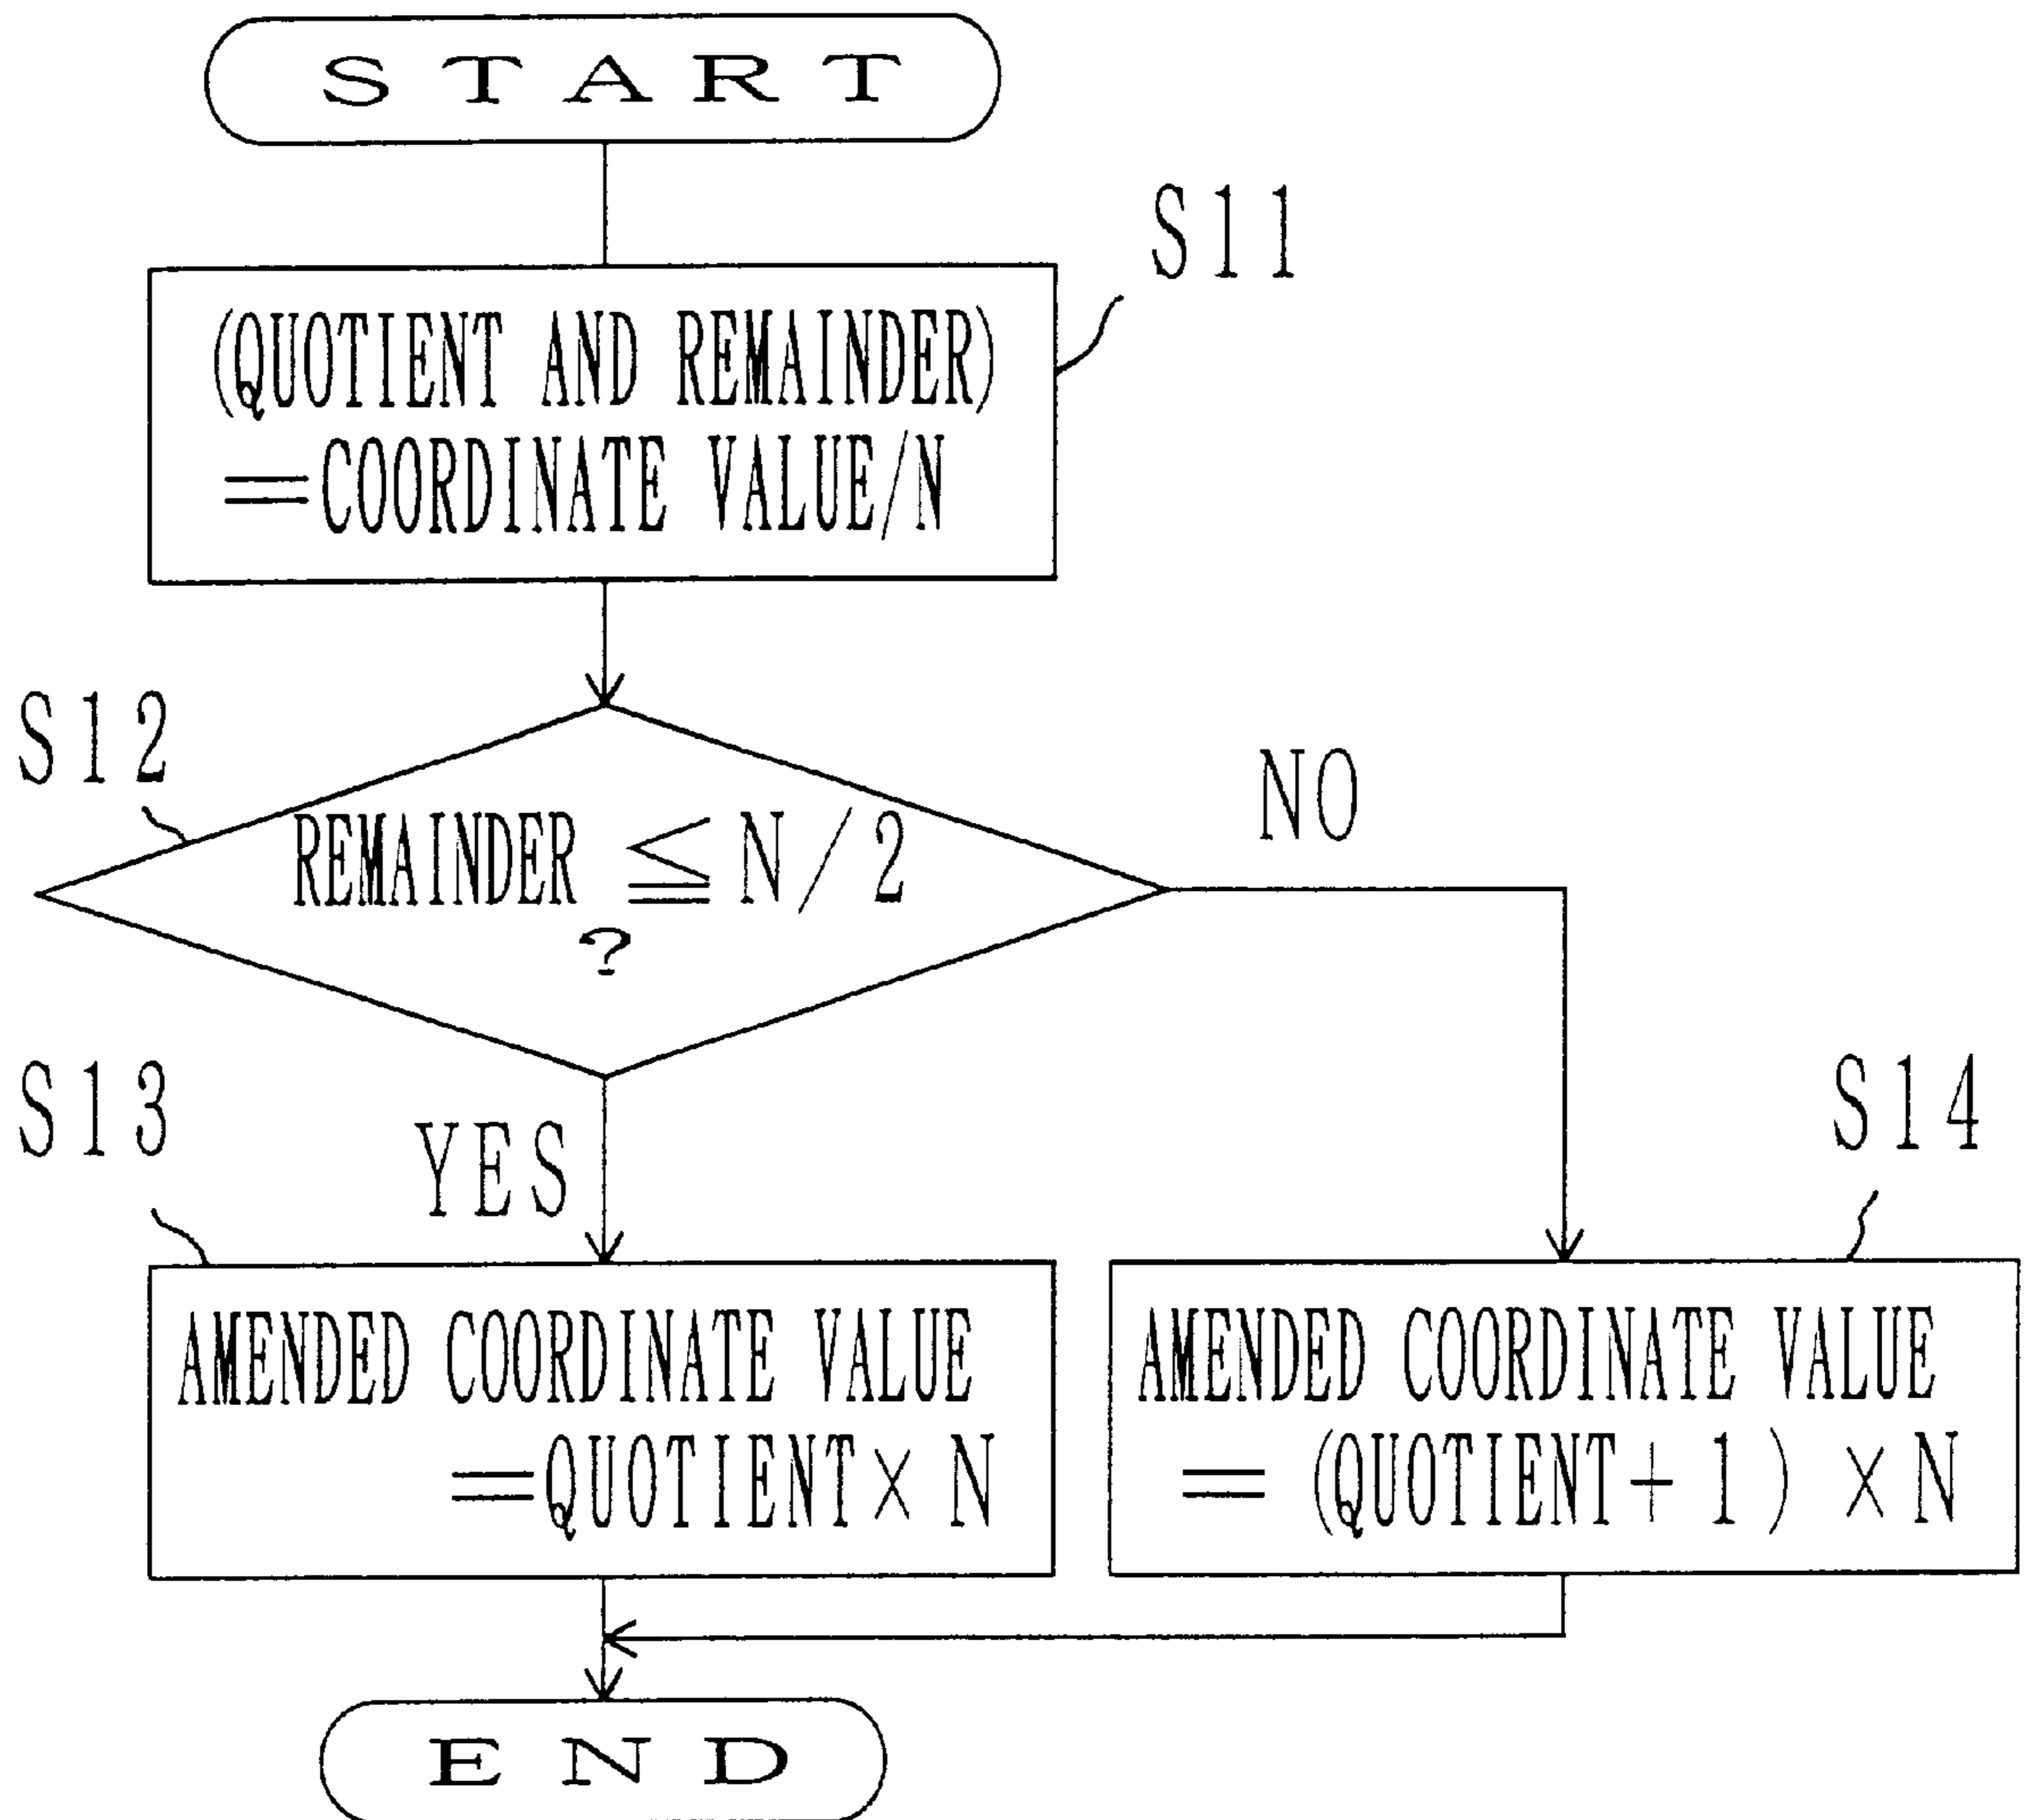 START
S11
(QUOTIENT AND REMAINDER)
=COORDINATE VALUE/N
S12
REMAINDER ≦ N/2
?
NO
YES
S13
AMENDED COORDINATE VALUE
=QUOTIENT× N
S14
AMENDED COORDINATE VALUE
= (QUOTIENT+1) ×N
END